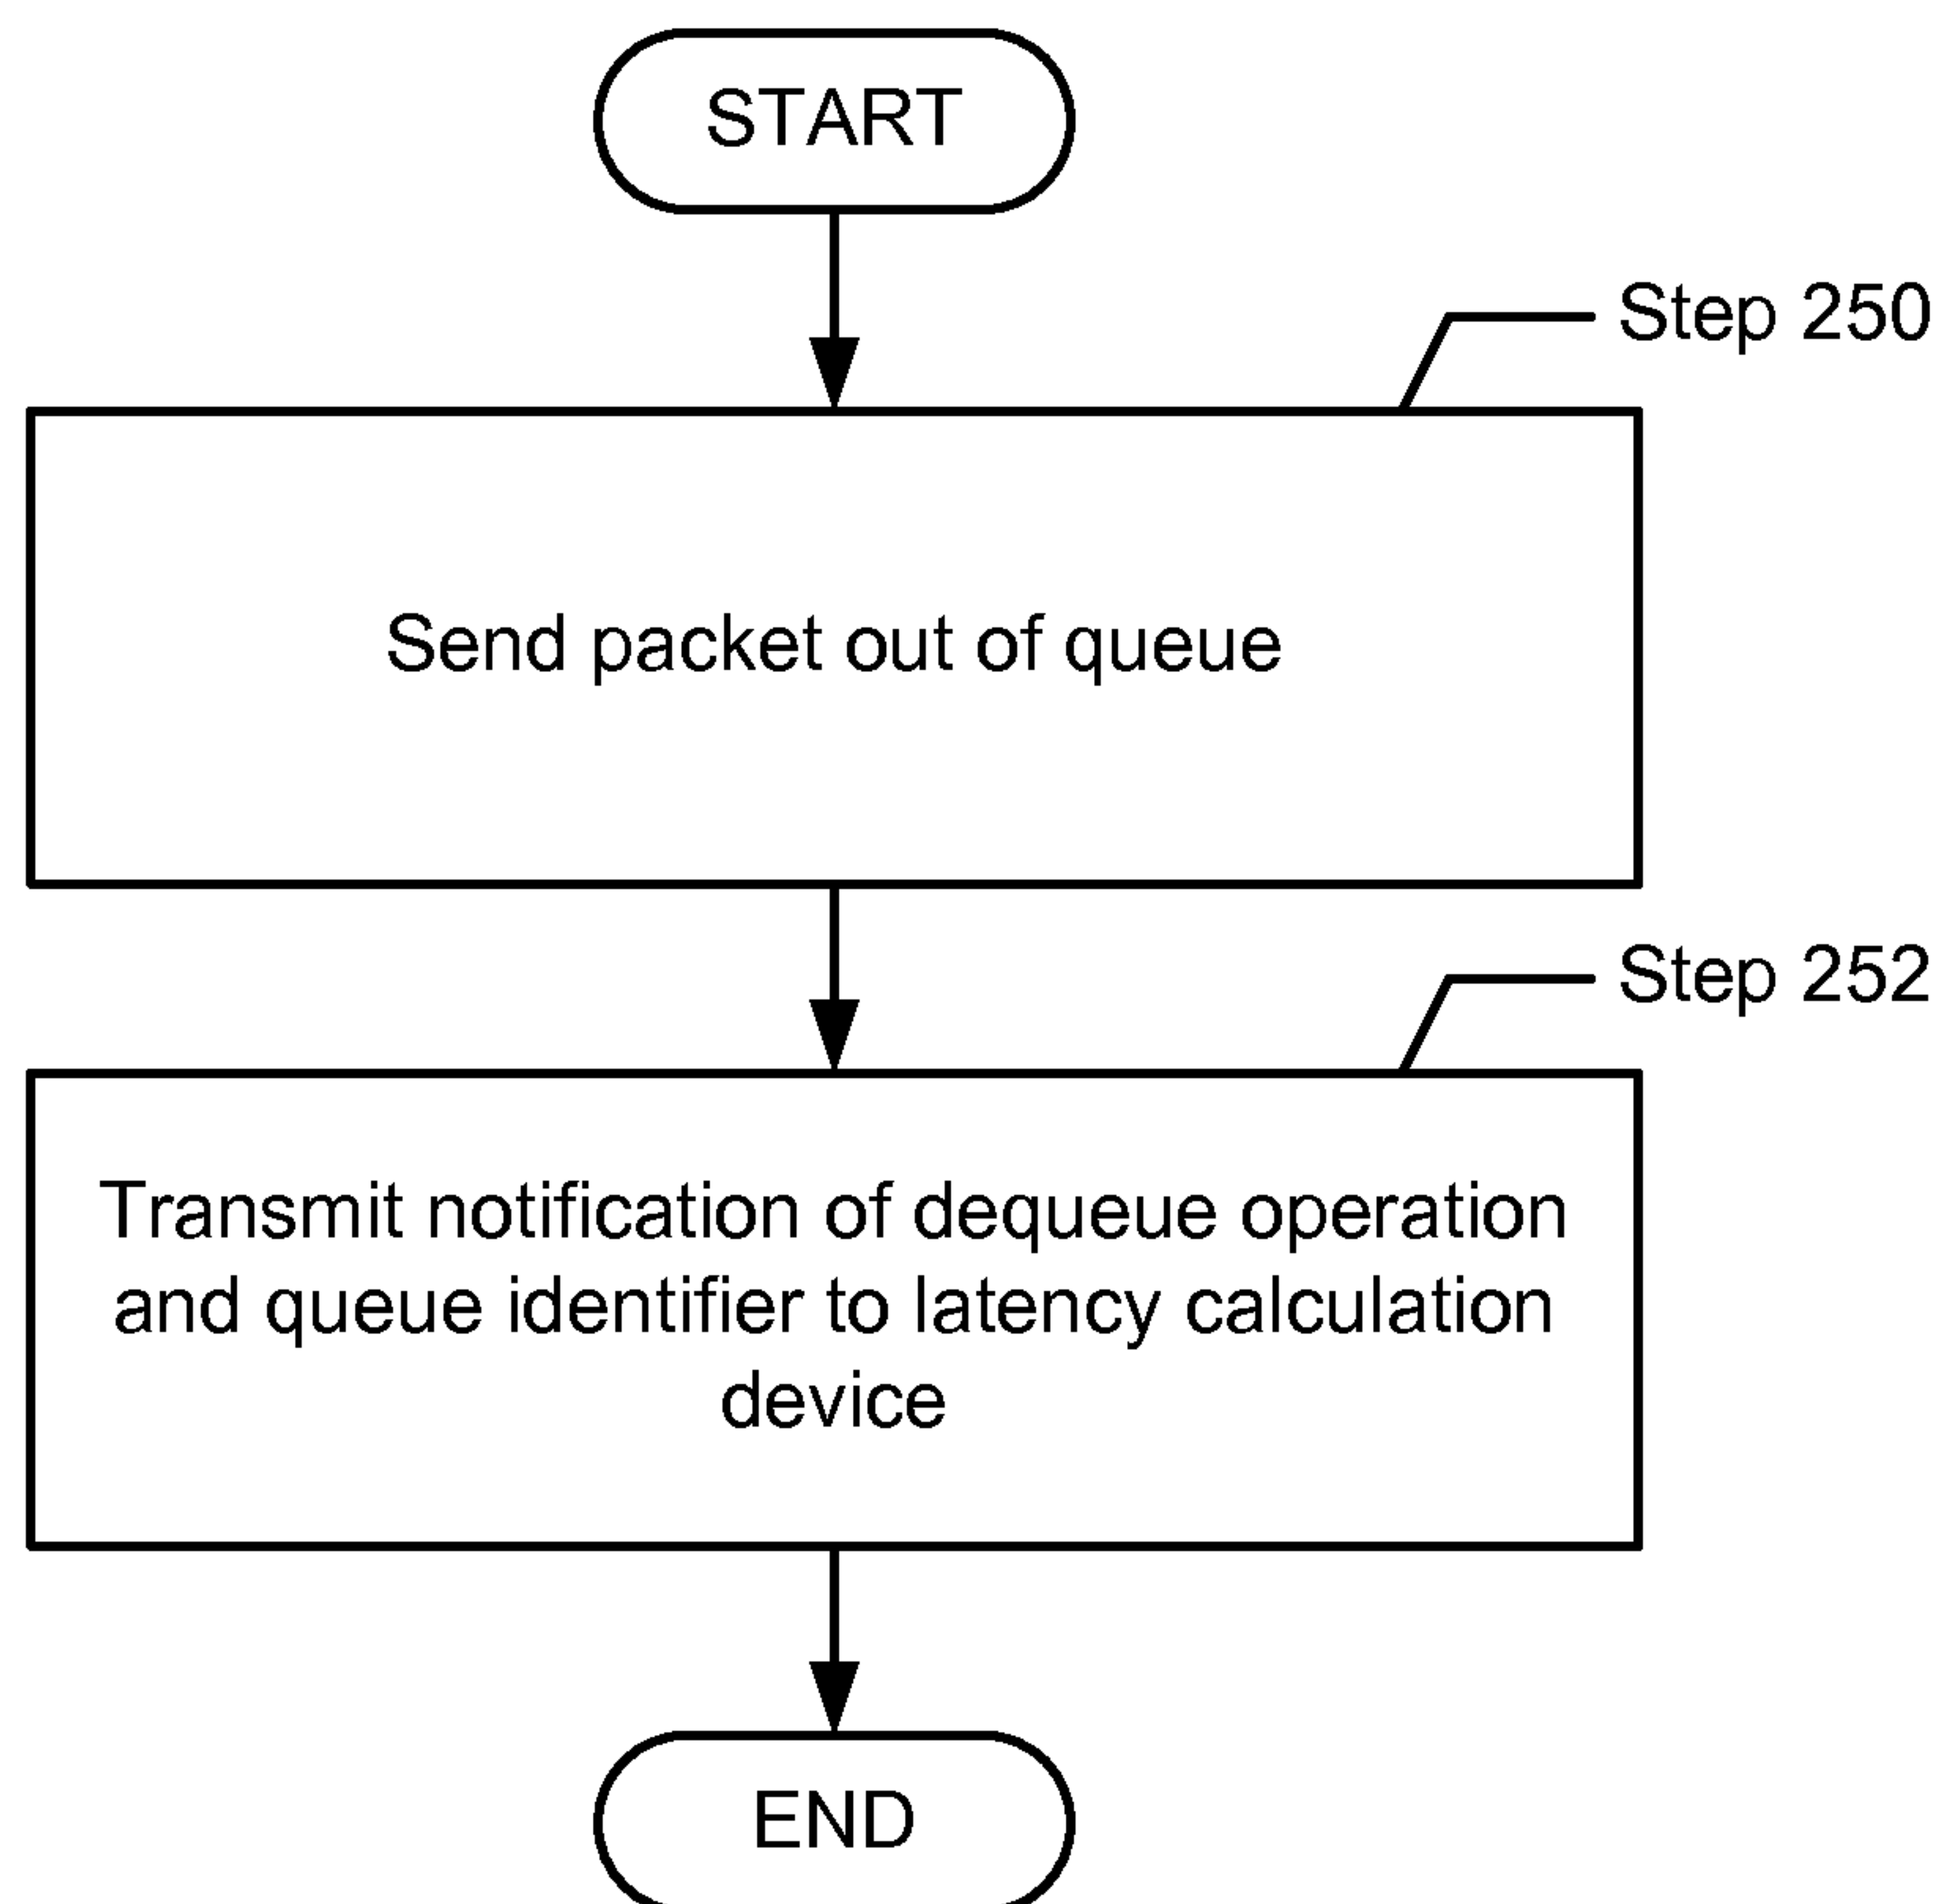 START
Step 250
Send packet out of queue
Step 252
Transmit notification of dequeue operation
and queue identifier to latency calculation
device
END